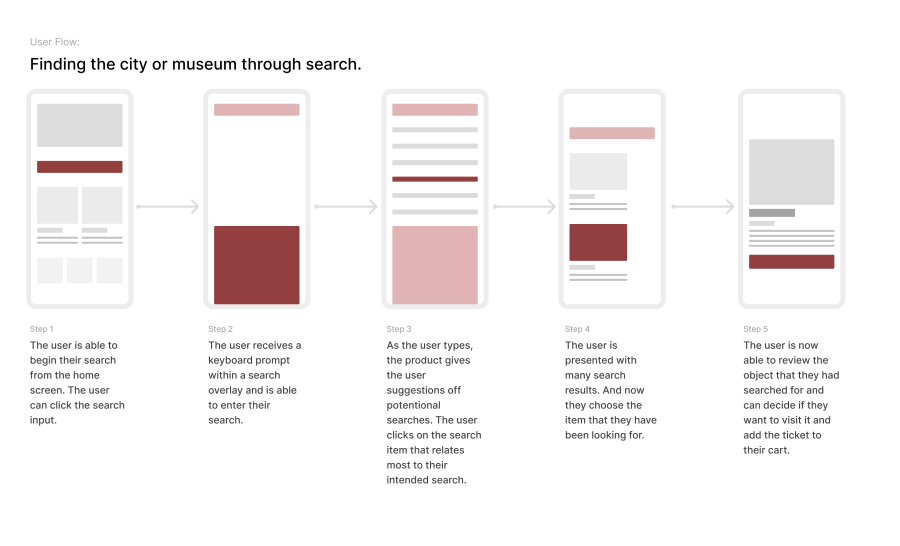 User Flow:
Finding the city or museum through search.
Step 1
The user is able to
begin their search
from the home
screen. The user
can click the search
input.
Step 2
The user receives a
keyboard prompt
within a search
overlay and is able
to enter their
search.
Step 3
As the user types,
the product gives
the user
suggestions off
potentional
searches. The user
clicks on the search
item that relates
most to their
intended search.
Step 4
The user is
presented with
many search
results. And now
they choose the
item that they have
been looking for.
Step 5
The user is now
able to review the
object that they had
searched for and
can decide if they
want to visit it and
add the ticket to
their cart.